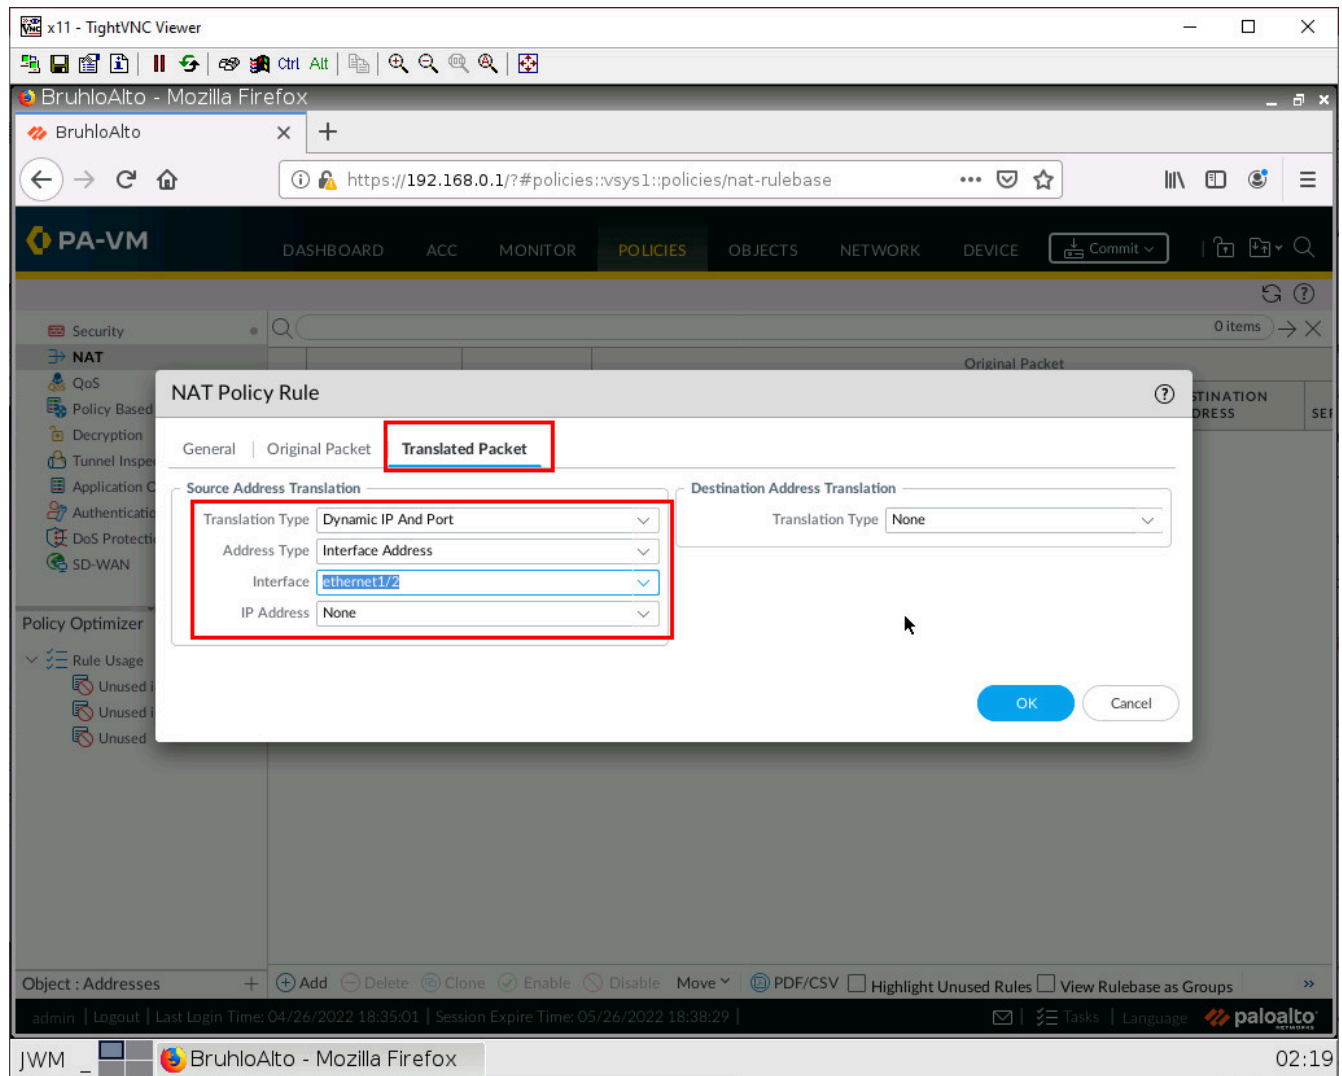 x11 - TightVNC Viewer
Ctrl Alt
BruhloAlto - Mozilla Firefox
BruhloAlto
https://192.168.0.1/?#policies::vsys1::policies/nat-rulebase
PA-VM
DASHBOARD ACC MONITOR POLICIES OBJECTS NETWORK DEVICE Commit
Security
0 items
NAT
Original Packet
QoS
NAT Policy Rule
Policy Based
DRESS
SE
Decryption
General Original Packet Translated Packet
Tunnel Inspe
Application C
Source Address Translation
Destination Address Translation
Authenticatio
Translation Type Dynamic IP And Port
Translation Type None
DoS Protecti
Address Type Interface Address
SD-WAN
Interface ethernet1/2
IP Address None
Policy Optimizer
Rule Usage
Unused i
OK Cancel
Unused i
Unused
Object : Addresses
Add Delete Clone Enable Disable Move PDF/CSV Highlight Unused Rules View Rulebase as Groups
admin | Logout | Last Login Time: 04/26/2022 18:35:01 | Session Expire Time: 05/26/2022 18:38:29 |
Tasks | Language paloalto NETWORKS
JWM _ BruhloAlto - Mozilla Firefox 02:19